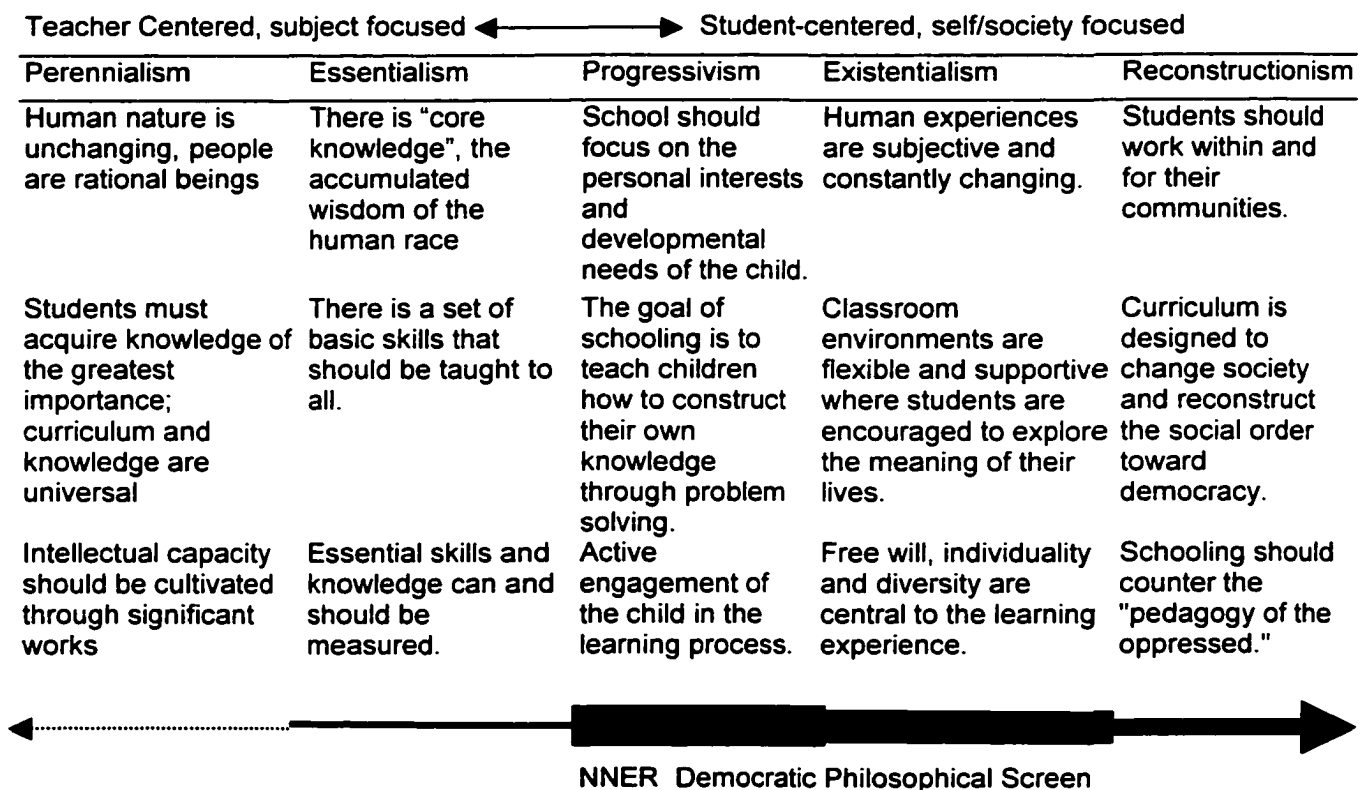 Teacher Centered, subject focused ◄——► Student-centered, self/society focused
Perennialism Essentialism Progressivism Existentialism Reconstructionism
Human nature is
unchanging, people
are rational beings
There is “core
knowledge”, the
accumulated
wisdom of the
human race
School should
focus on the
personal interests
and
developmental
needs of the child.
Human experiences
are subjective and
constantly changing.
Students should
work within and
for their
communities.
Students must
acquire knowledge of
the greatest
importance;
curriculum and
knowledge are
universal
There is a set of
basic skills that
should be taught to
all.
The goal of
schooling is to
teach children
how to construct
their own
knowledge
through problem
solving.
Classroom
environments are
flexible and supportive
where students are
encouraged to explore
the meaning of their
lives.
Curriculum is
designed to
change society
and reconstruct
the social order
toward
democracy.
Intellectual capacity
should be cultivated
through significant
works
Essential skills and
knowledge can and
should be
measured.
Active
engagement of
the child in the
learning process.
Free will, individuality
and diversity are
central to the learning
experience.
Schooling should
counter the
"pedagogy of the
oppressed."
NNER Democratic Philosophical Screen